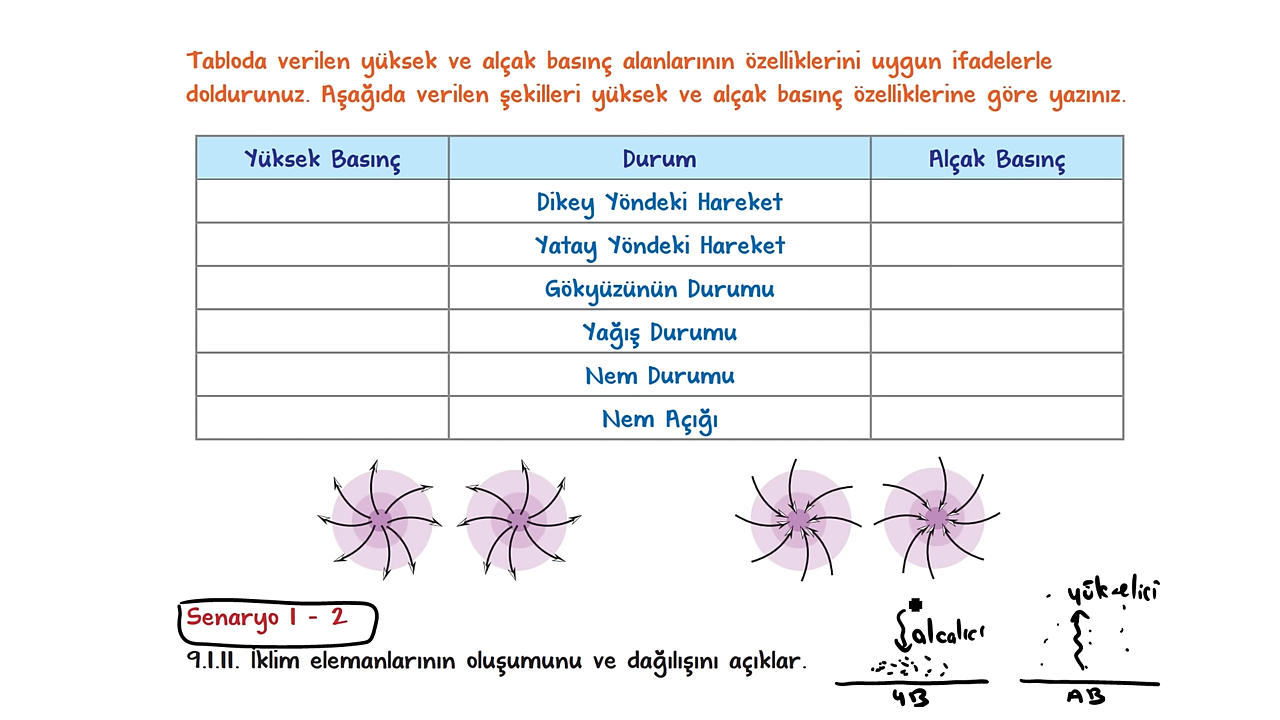 Tabloda verilen yüksek ve alçak basınç alanlarının özelliklerini uygun ifadelerle
doldurunuz. Aşağıda verilen şekilleri yüksek ve alçak basınç özelliklerine göre yazınız.
Yüksek Basınç Durum Alçak Basınç
Dikey Yöndeki Hareket
Yatay Yöndeki Hareket
Gökyüzünün Durumu
Yağış Durumu
Nem Durumu
Nem Açığı
yükselici
Senaryo 1 - 2
alçalıcı
9.1.11. İklim elemanlarının oluşumunu ve dağılışını açıklar.
YB AB